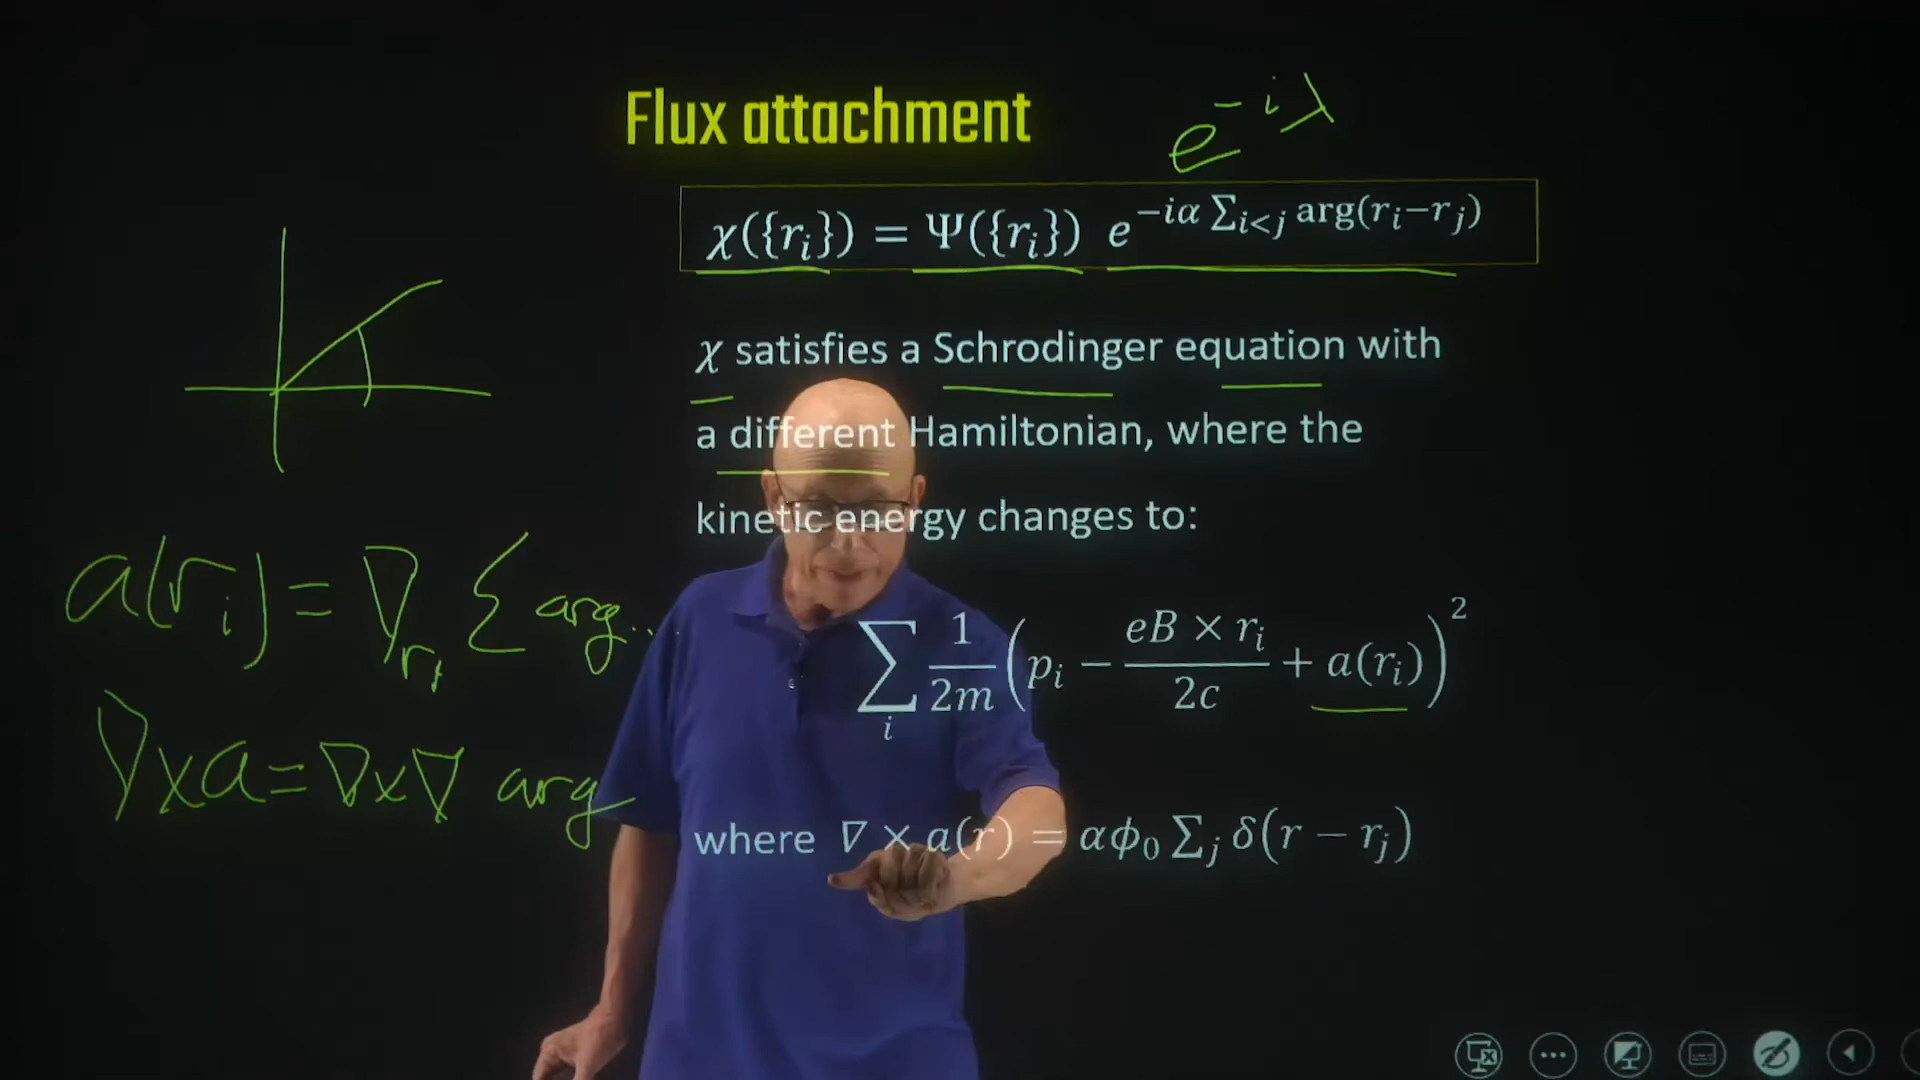 Flux attachment
e^{-iλ}
χ({r_i}) = Ψ({r_i}) e^{-iα Σ_{i<j} arg(r_i−r_j)}
χ satisfies a Schrodinger equation with
a different Hamiltonian, where the
kinetic energy changes to:
a(r_i) = ∇_{r_i} { arg...
Σ_i 1/2m (p_i − eB × r_i/2c + a(r_i))^2
∇xa = ∇x∇ arg
where ∇ × a(r) = αϕ_0 Σ_j δ(r − r_j)